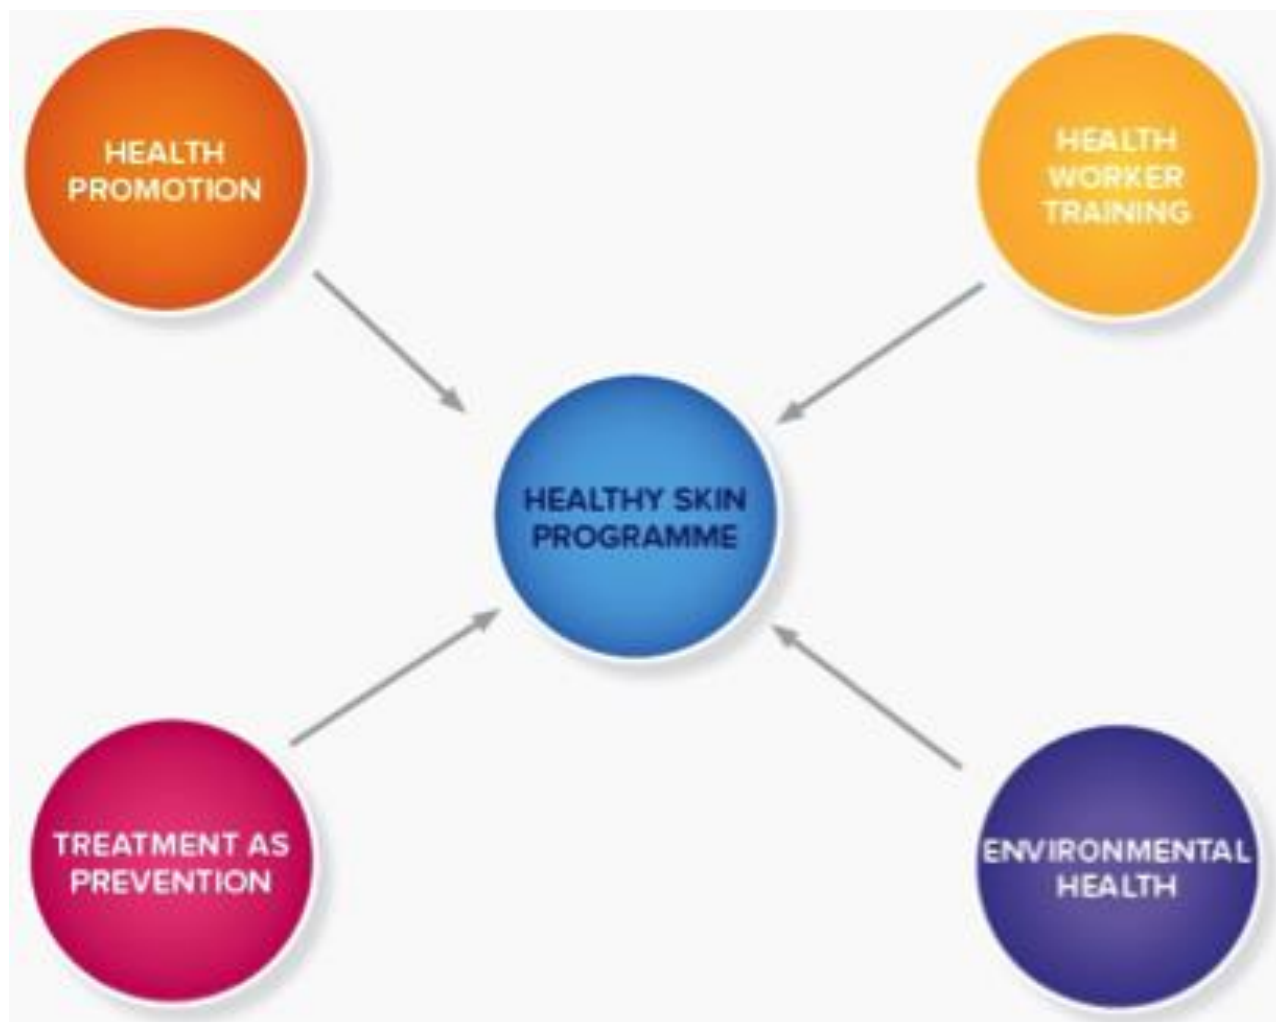 HEALTH
PROMOTION
HEALTH
WORKER
TRAINING
HEALTHY SKIN
PROGRAMME
TREATMENT AS
PREVENTION
ENVIRONMENTAL
HEALTH